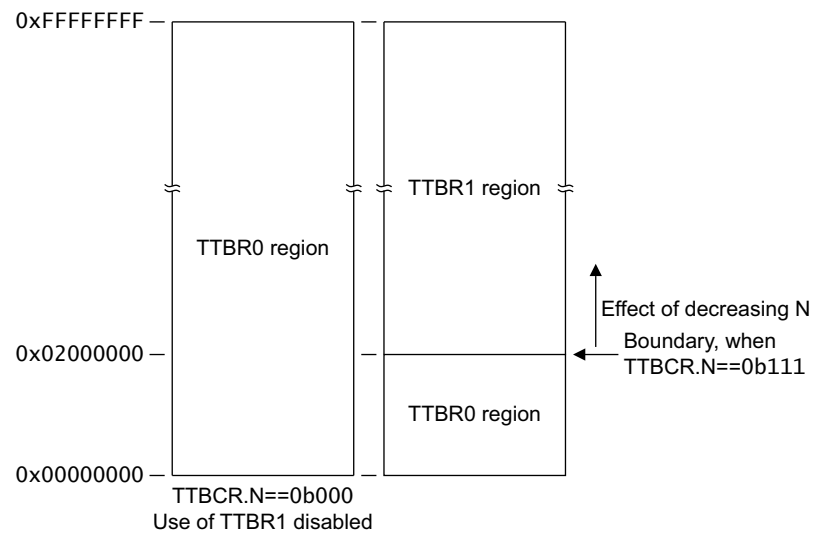 0xFFFFFFFF
TTBR1 region
TTBR0 region
Effect of decreasing N
0x02000000
Boundary, when
TTBCR.N==0b111
TTBR0 region
0x00000000
TTBCR.N==0b000
Use of TTBR1 disabled